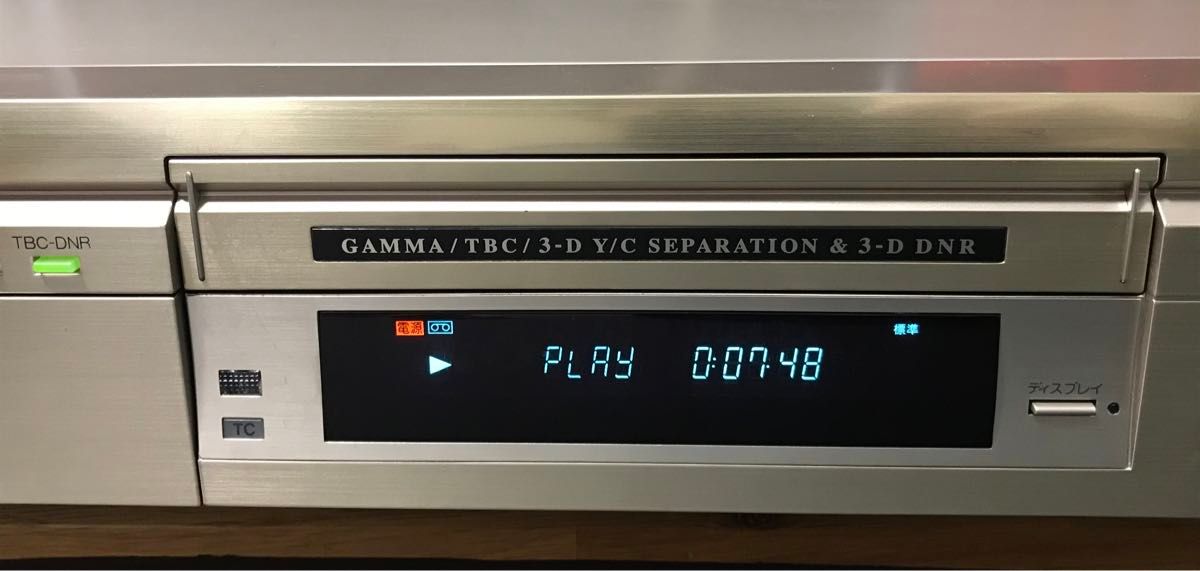 TBC-DNR
GAMMA/TBC/3-D Y/C SEPARATION & 3-D DNR
電源
標準
PLAY 0:07:48
ディスプレイ
TC